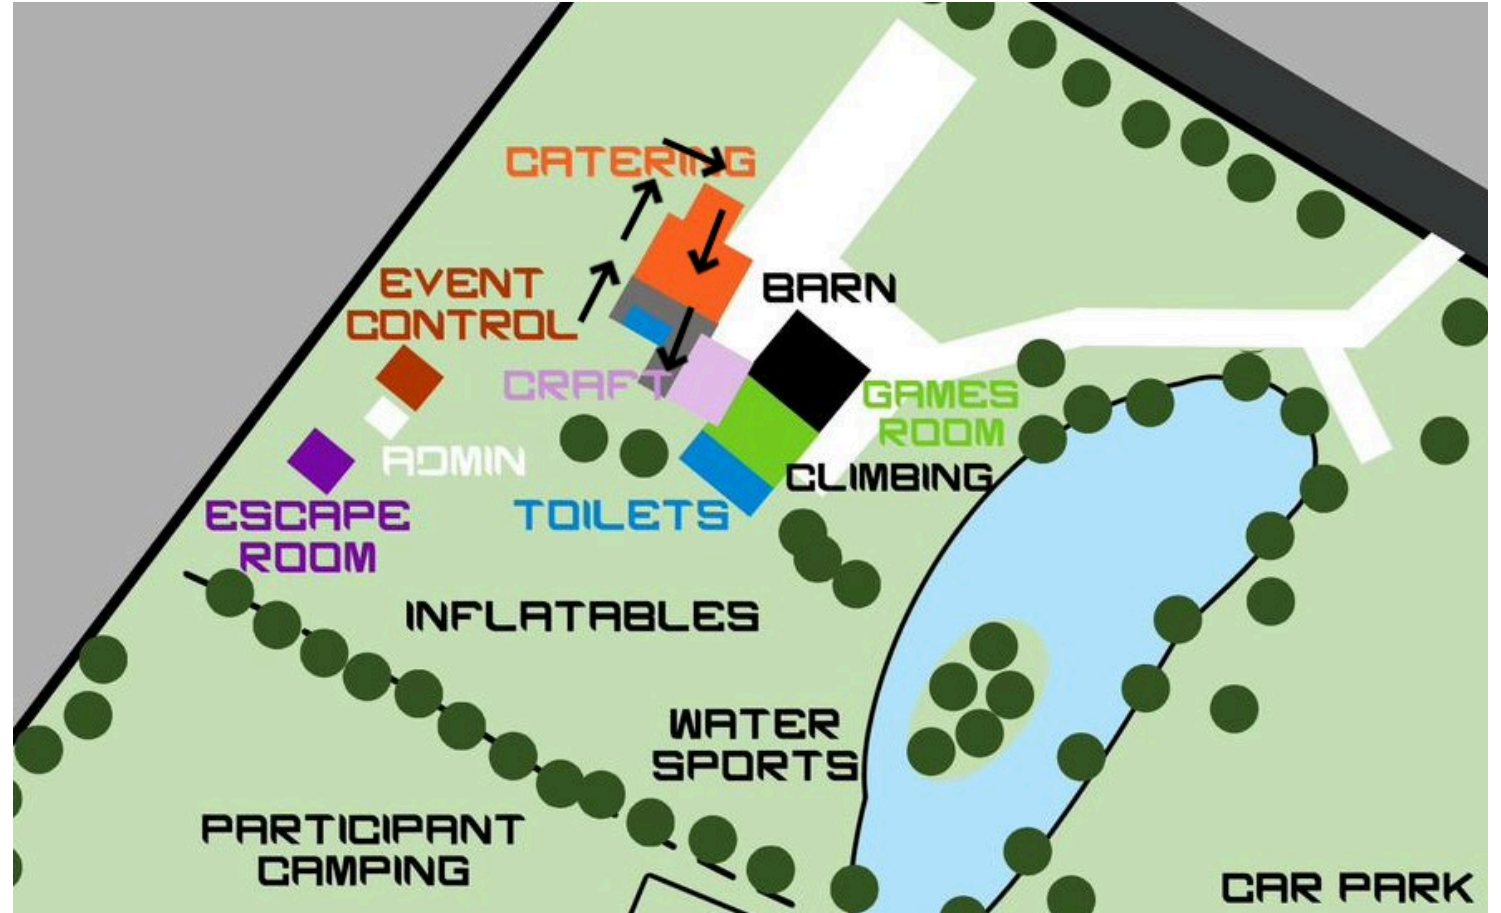 CATERING
EVENT
CONTROL
BARN
CRAFT
GAMES
ROOM
ADMIN
CLIMBING
ESCAPE
ROOM
TOILETS
INFLATABLES
WATER
SPORTS
PARTICIPANT
CAMPING
CAR PARK